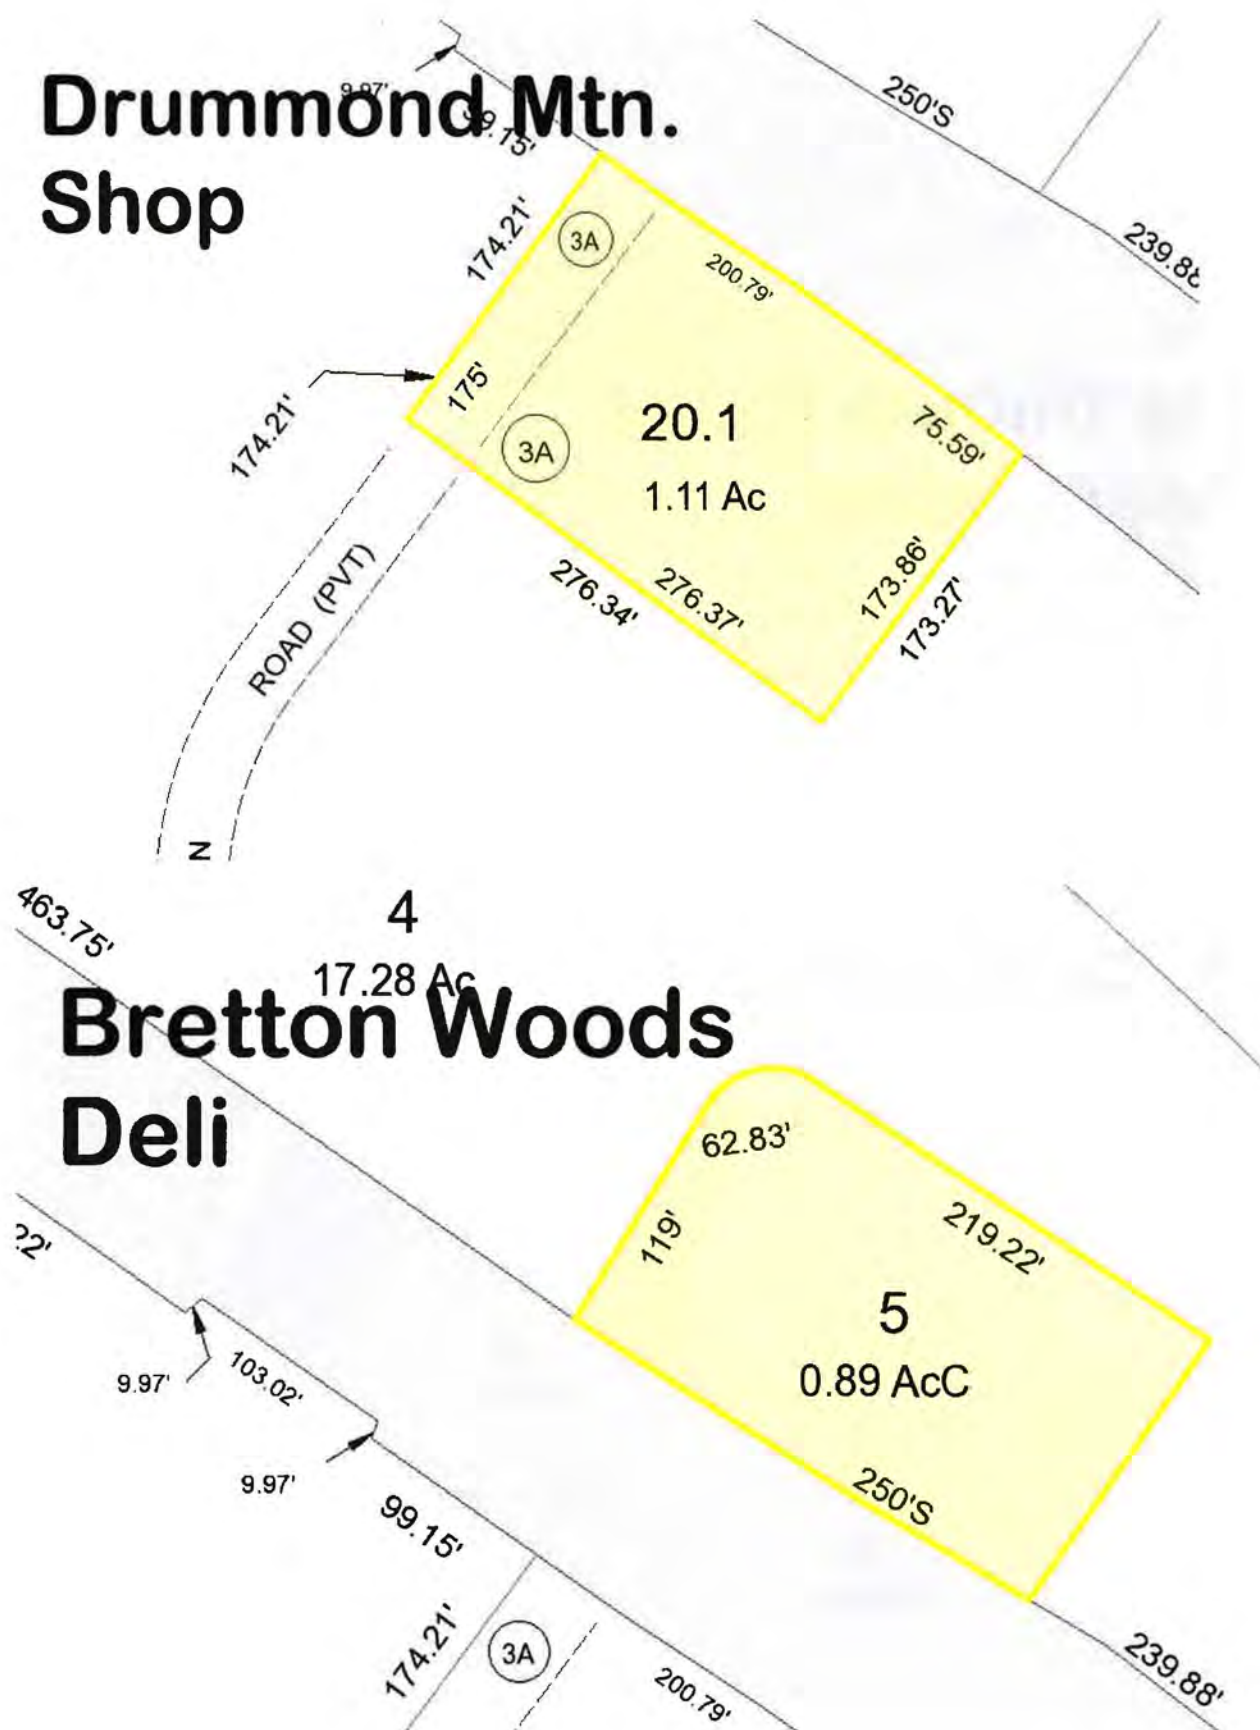 Drummond Mtn.
Shop
9.97'
99.15'
250'S
239.88
174.21'
3A
200.79'
174.21'
175'
3A
20.1
1.11 Ac
75.59'
276.34'
276.37'
173.86'
173.27'
ROAD (PVT)
Z
463.75'
4
17.28 Ac
Bretton Woods
Deli
62.83'
119'
219.22'
22'
5
0.89 AcC
9.97'
103.02'
9.97'
250'S
99.15'
174.21'
3A
200.79'
239.88'